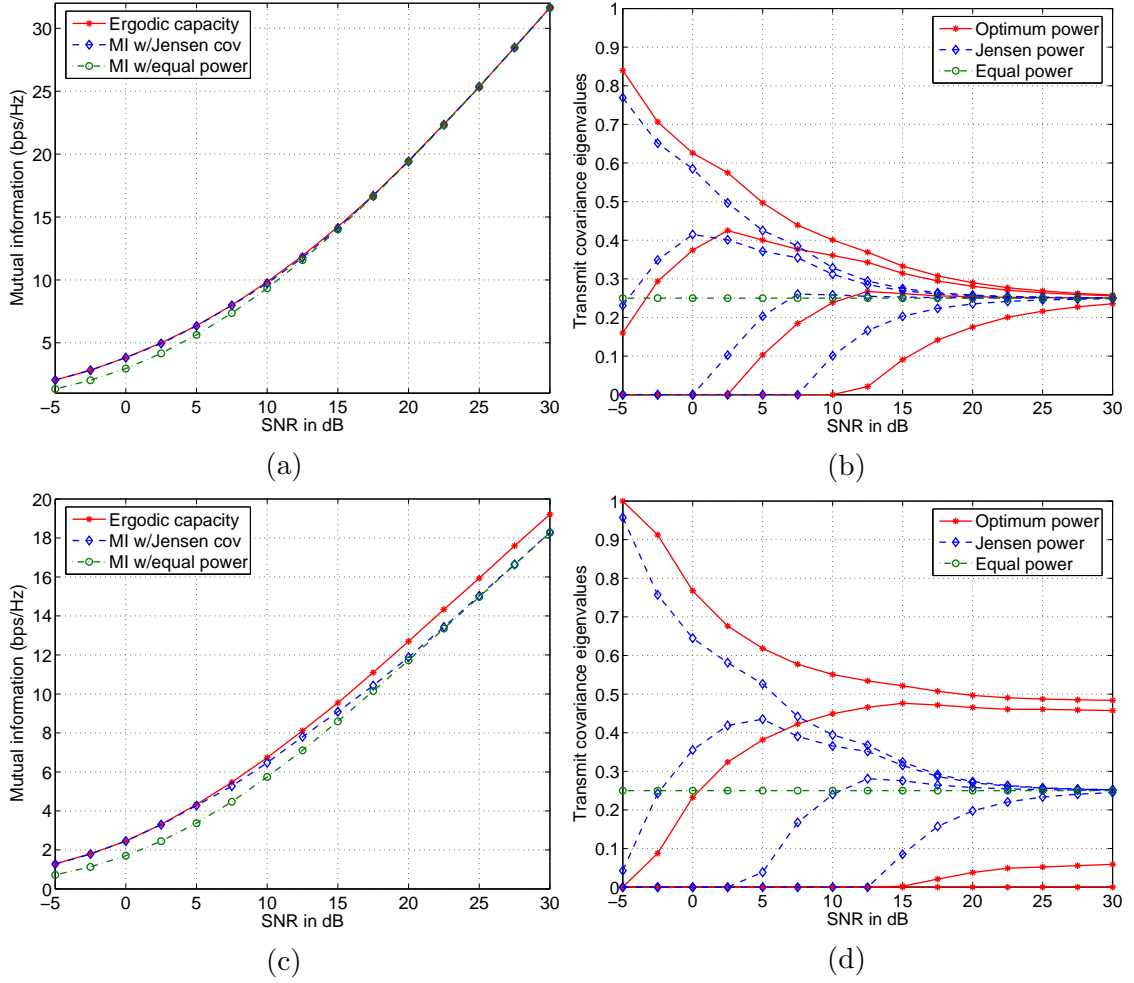 Ergodic capacity
MI w/Jensen cov
MI w/equal power
Mutual information (bps/Hz)
30
25
20
15
10
5
−5 0 5 10 15 20 25 30
SNR in dB
(a)
Optimum power
Jensen power
Equal power
Transmit covariance eigenvalues
1
0.9
0.8
0.7
0.6
0.5
0.4
0.3
0.2
0.1
0
−5 0 5 10 15 20 25 30
SNR in dB
(b)
Ergodic capacity
MI w/Jensen cov
MI w/equal power
Mutual information (bps/Hz)
20
18
16
14
12
10
8
6
4
2
0
−5 0 5 10 15 20 25 30
SNR in dB
(c)
Optimum power
Jensen power
Equal power
Transmit covariance eigenvalues
1
0.9
0.8
0.7
0.6
0.5
0.4
0.3
0.2
0.1
0
−5 0 5 10 15 20 25 30
SNR in dB
(d)